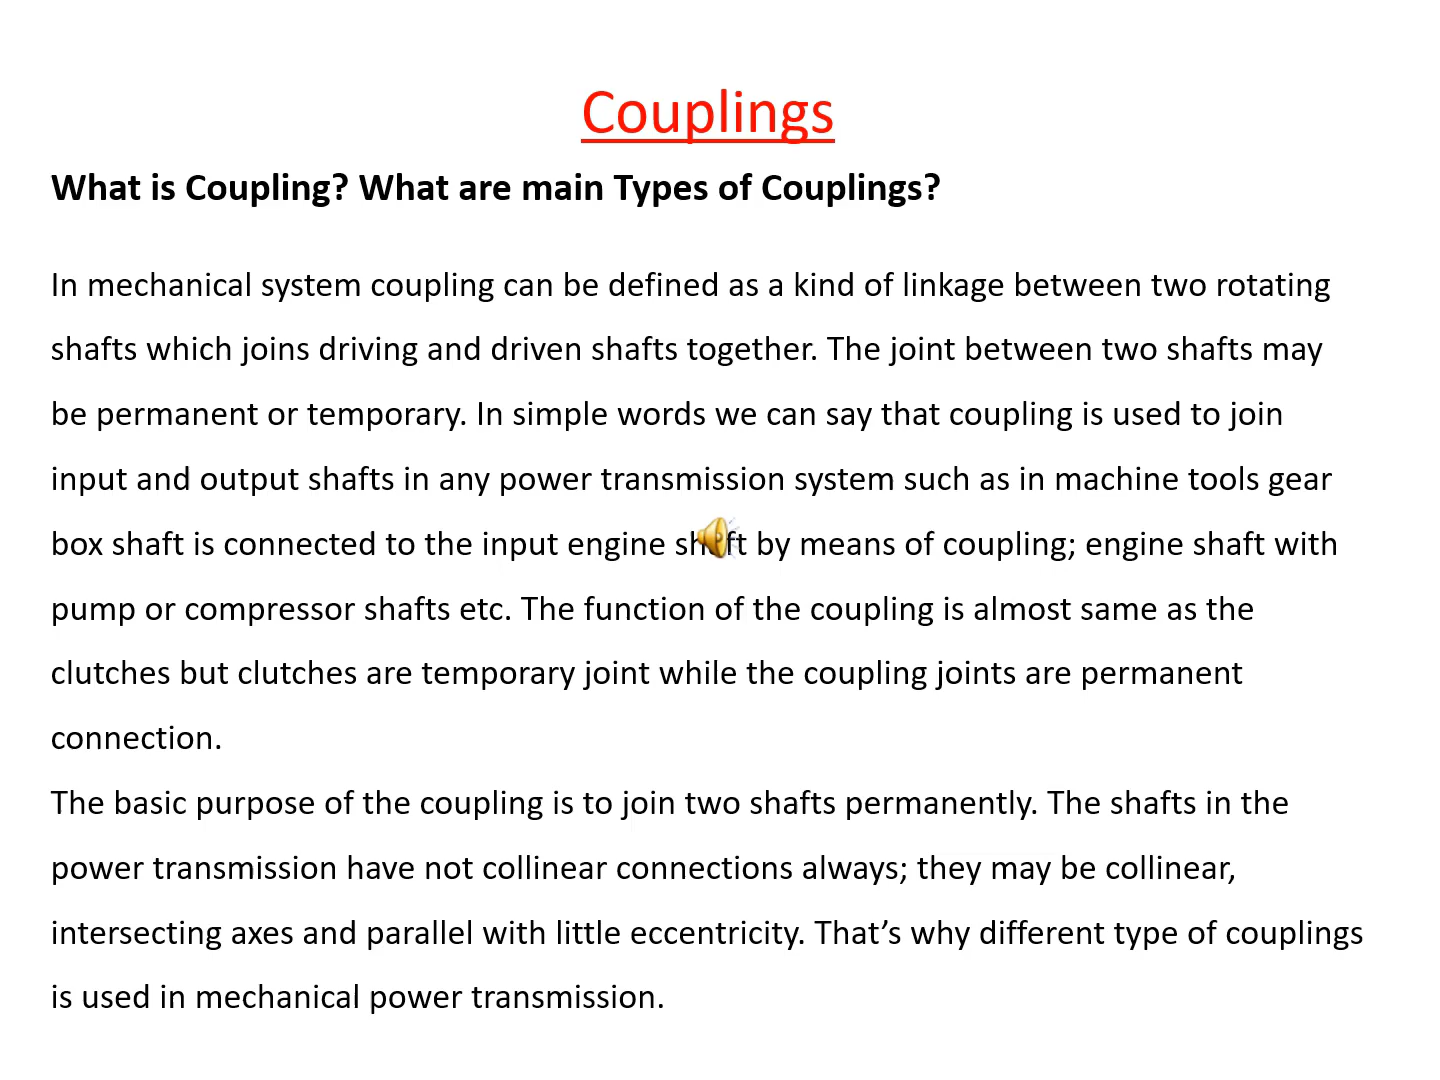 Couplings
What is Coupling? What are main Types of Couplings?
In mechanical system coupling can be defined as a kind of linkage between two rotating
shafts which joins driving and driven shafts together. The joint between two shafts may
be permanent or temporary. In simple words we can say that coupling is used to join
input and output shafts in any power transmission system such as in machine tools gear
box shaft is connected to the input engine shaft by means of coupling; engine shaft with
pump or compressor shafts etc. The function of the coupling is almost same as the
clutches but clutches are temporary joint while the coupling joints are permanent
connection.
The basic purpose of the coupling is to join two shafts permanently. The shafts in the
power transmission have not collinear connections always; they may be collinear,
intersecting axes and parallel with little eccentricity. That’s why different type of couplings
is used in mechanical power transmission.